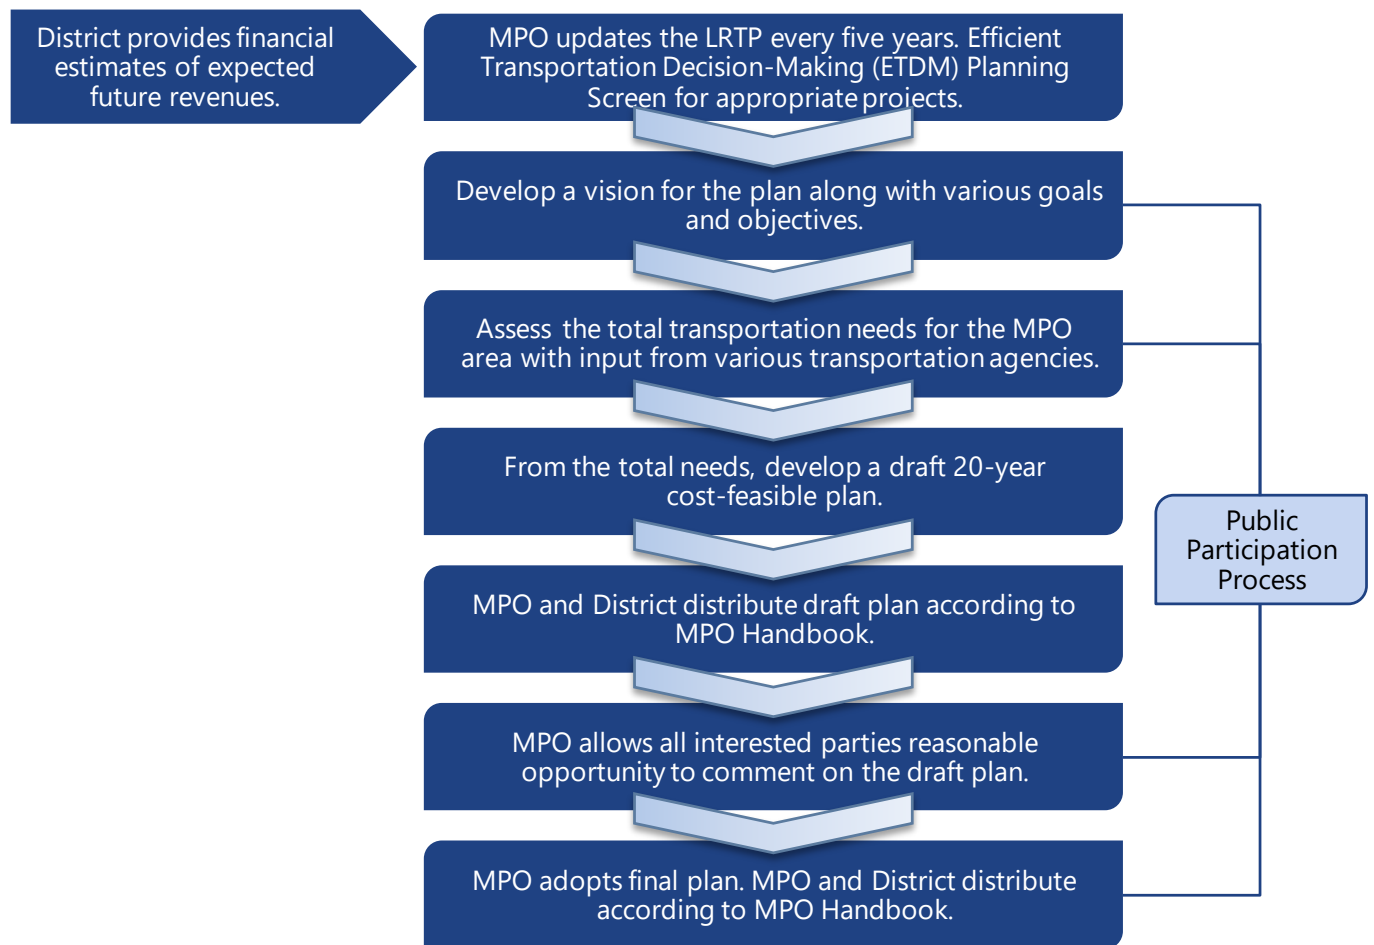 District provides financial
estimates of expected
future revenues.
MPO updates the LRTP every five years. Efficient
Transportation Decision-Making (ETDM) Planning
Screen for appropriate projects.
Develop a vision for the plan along with various goals
and objectives.
Assess the total transportation needs for the MPO
area with input from various transportation agencies.
From the total needs, develop a draft 20-year
cost-feasible plan.
MPO and District distribute draft plan according to
MPO Handbook.
MPO allows all interested parties reasonable
opportunity to comment on the draft plan.
MPO adopts final plan. MPO and District distribute
according to MPO Handbook.
Public
Participation
Process